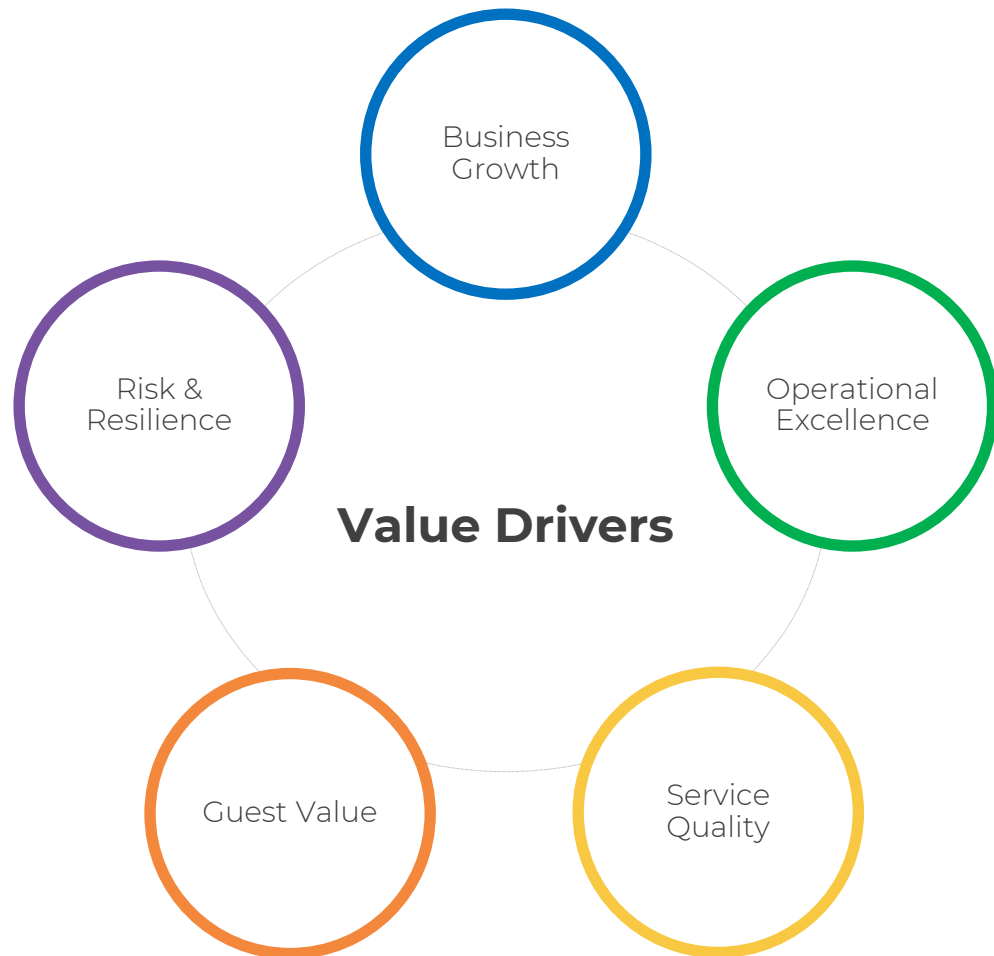 Business
Growth
Risk &
Resilience
Operational
Excellence
Value Drivers
Guest Value
Service
Quality